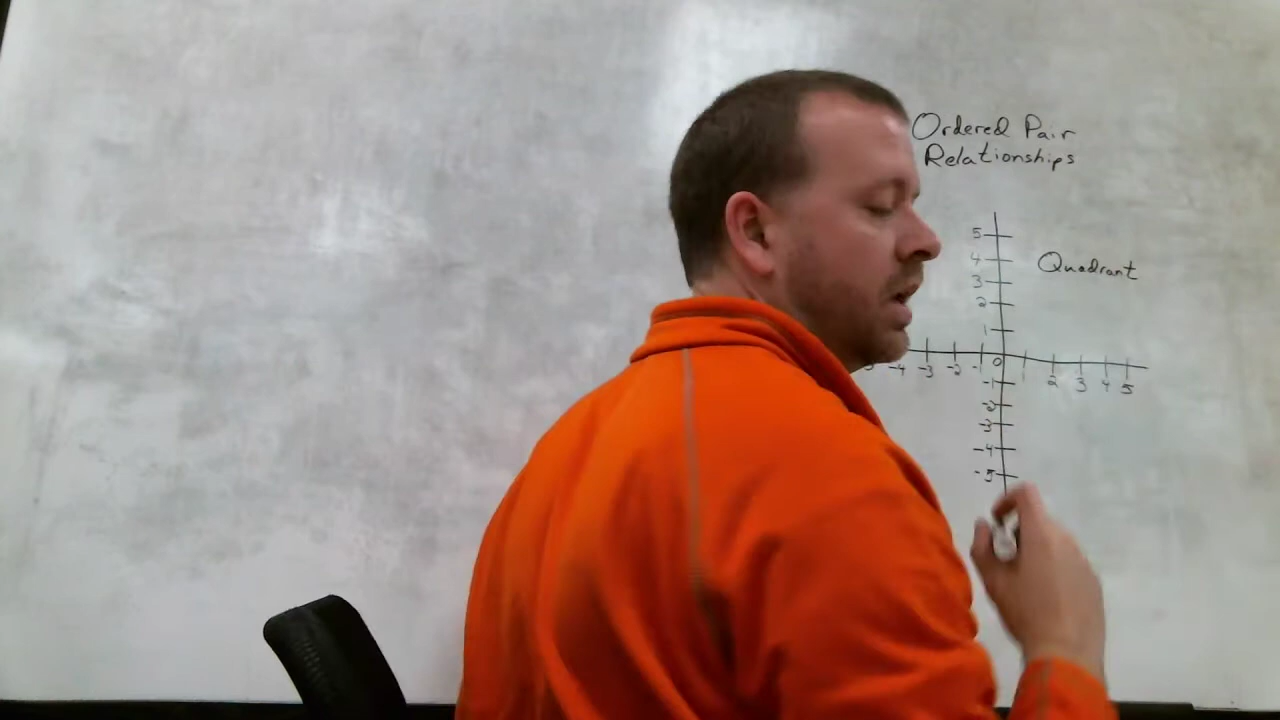 Ordered Pair
Relationships
5
4
Quadrant
3
2
1
-4 -3 -2 -1 0 1 2 3 4 5
-1
-2
-3
-4
-5